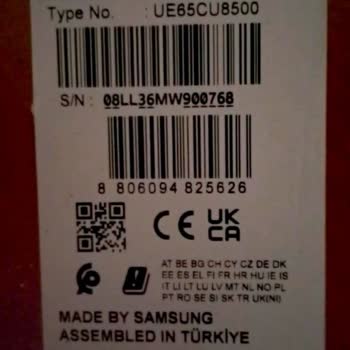 Type No. : UE65CU8500
S/N : 08LL36MW900768
8 806094 825626
CE UK CA
AT BE BG CH CY CZ DE DK
EE ES EL FI FR HR HU IE IS
IT LI LT LU LV MT NL NO PL
PT RO SE SI SK TR UK(NI)
MADE BY SAMSUNG
ASSEMBLED IN TÜRKİYE